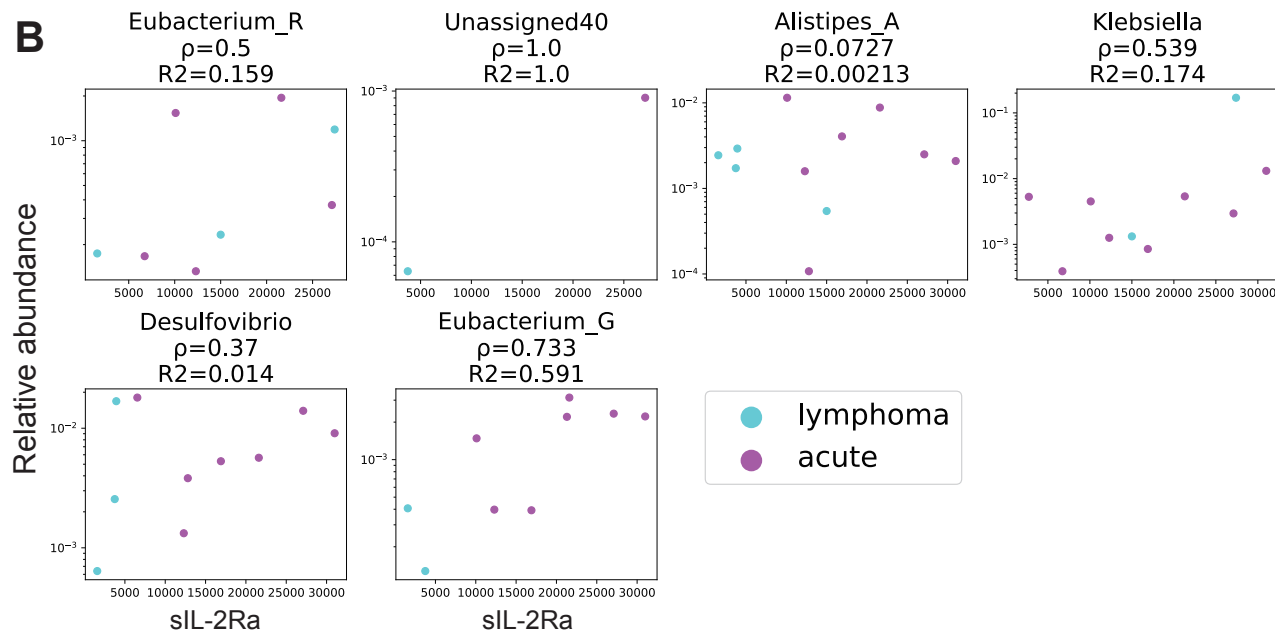 B
Eubacterium_R
ρ=0.5
R2=0.159
10⁻³
5000 10000 15000 20000 25000
Unassigned40
ρ=1.0
R2=1.0
10⁻³
10⁻⁴
5000 10000 15000 20000 25000
Alistipes_A
ρ=0.0727
R2=0.00213
10⁻²
10⁻³
10⁻⁴
5000 10000 15000 20000 25000 30000
Klebsiella
ρ=0.539
R2=0.174
10⁻¹
10⁻²
10⁻³
5000 10000 15000 20000 25000 30000
Relative abundance
Desulfovibrio
ρ=0.37
R2=0.014
10⁻²
10⁻³
5000 10000 15000 20000 25000 30000
sIL-2Ra
Eubacterium_G
ρ=0.733
R2=0.591
10⁻³
5000 10000 15000 20000 25000 30000
sIL-2Ra
lymphoma
acute